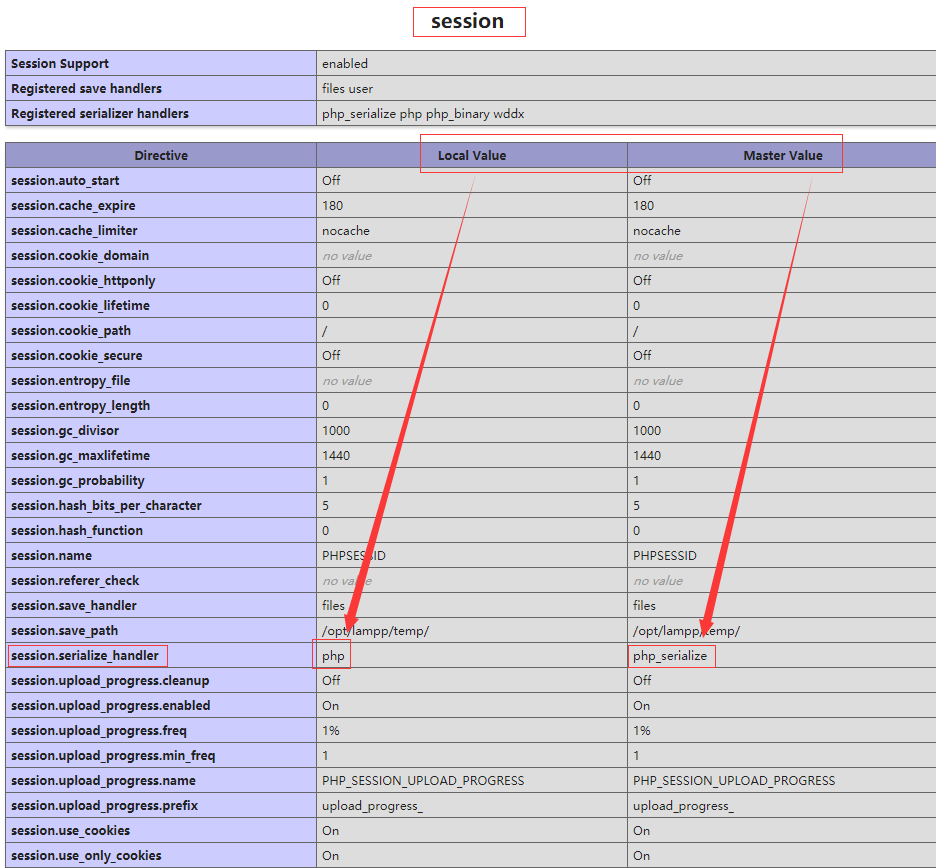 session
Session Support enabled
Registered save handlers files user
Registered serializer handlers php_serialize php php_binary wddx
Directive Local Value Master Value
session.auto_start Off Off
session.cache_expire 180 180
session.cache_limiter nocache nocache
session.cookie_domain no value no value
session.cookie_httponly Off Off
session.cookie_lifetime 0 0
session.cookie_path / /
session.cookie_secure Off Off
session.entropy_file no value no value
session.entropy_length 0 0
session.gc_divisor 1000 1000
session.gc_maxlifetime 1440 1440
session.gc_probability 1 1
session.hash_bits_per_character 5 5
session.hash_function 0 0
session.name PHPSESSID PHPSESSID
session.referer_check no value no value
session.save_handler files files
session.save_path /opt/lampp/temp/ /opt/lampp/temp/
session.serialize_handler php php_serialize
session.upload_progress.cleanup Off Off
session.upload_progress.enabled On On
session.upload_progress.freq 1% 1%
session.upload_progress.min_freq 1 1
session.upload_progress.name PHP_SESSION_UPLOAD_PROGRESS PHP_SESSION_UPLOAD_PROGRESS
session.upload_progress.prefix upload_progress_ upload_progress_
session.use_cookies On On
session.use_only_cookies On On